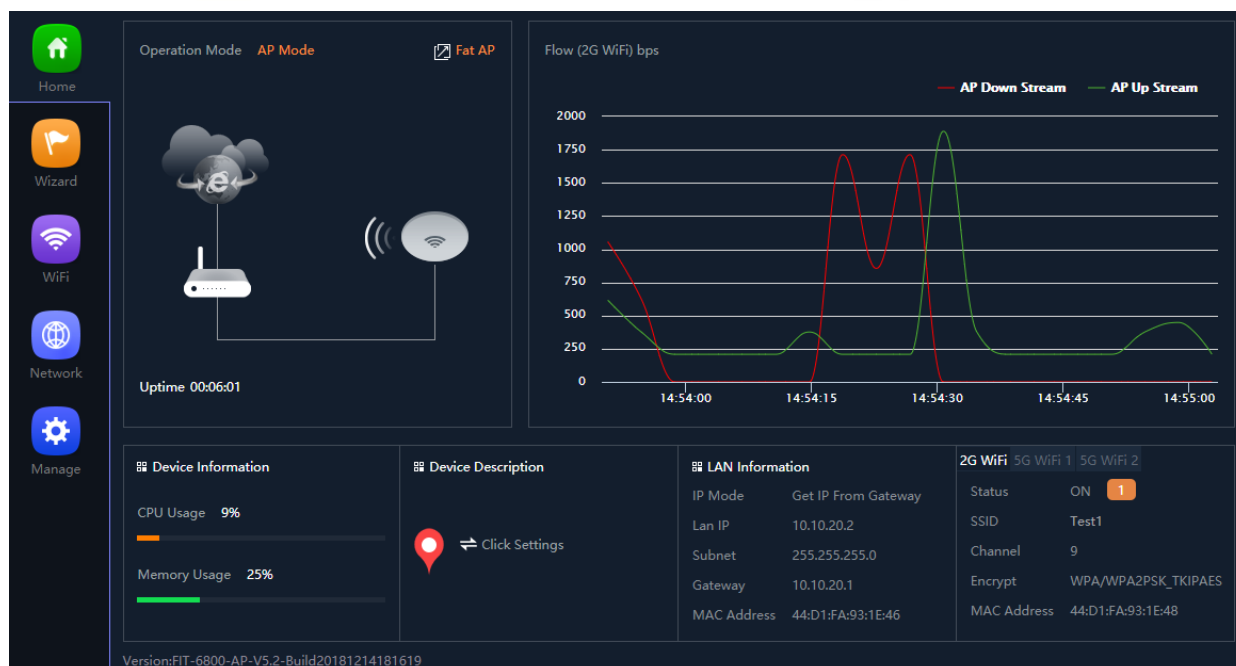 Home
Wizard
WiFi
Network
Manage
Operation Mode AP Mode Fat AP
Uptime 00:06:01
Flow (2G WiFi) bps
AP Down Stream AP Up Stream
2000
1750
1500
1250
1000
750
500
250
0
14:54:00 14:54:15 14:54:30 14:54:45 14:55:00
Device Information
CPU Usage 9%
Memory Usage 25%
Device Description
Click Settings
LAN Information
IP Mode Get IP From Gateway
Lan IP 10.10.20.2
Subnet 255.255.255.0
Gateway 10.10.20.1
MAC Address 44:D1:FA:93:1E:46
2G WiFi 5G WiFi 1 5G WiFi 2
Status ON 1
SSID Test1
Channel 9
Encrypt WPA/WPA2PSK_TKIPAES
MAC Address 44:D1:FA:93:1E:48
Version:FIT-6800-AP-V5.2-Build20181214181619